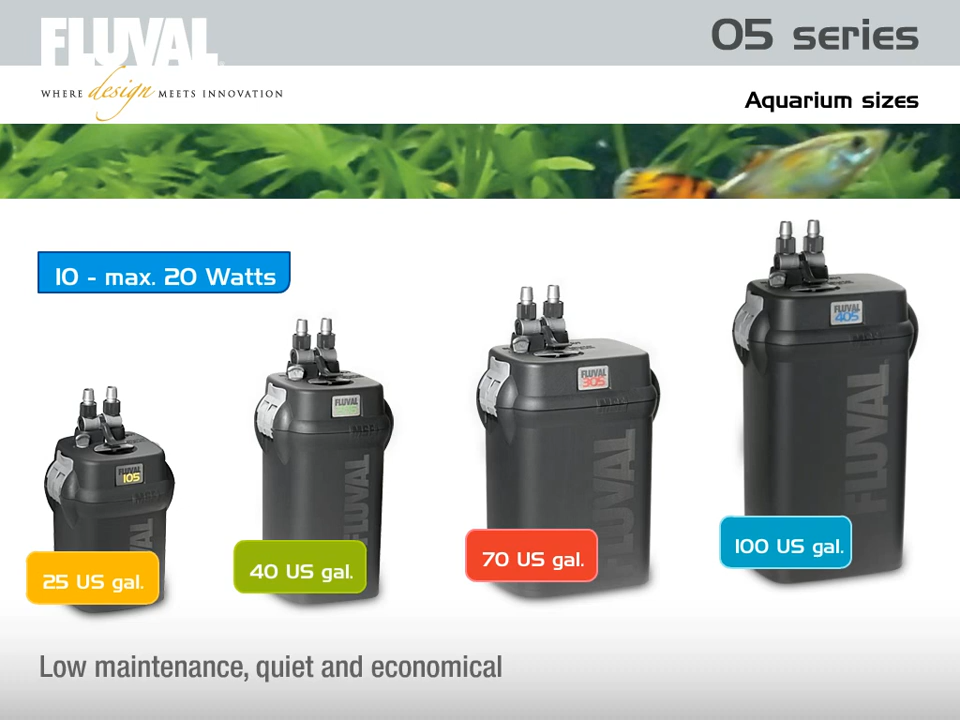 FLUVAL
WHERE design MEETS INNOVATION
05 series
Aquarium sizes
10 - max. 20 Watts
FLUVAL
105
FLUVAL
FLUVAL
FLUVAL
305
FLUVAL
FLUVAL
405
FLUVAL
25 US gal.
40 US gal.
70 US gal.
100 US gal.
Low maintenance, quiet and economical